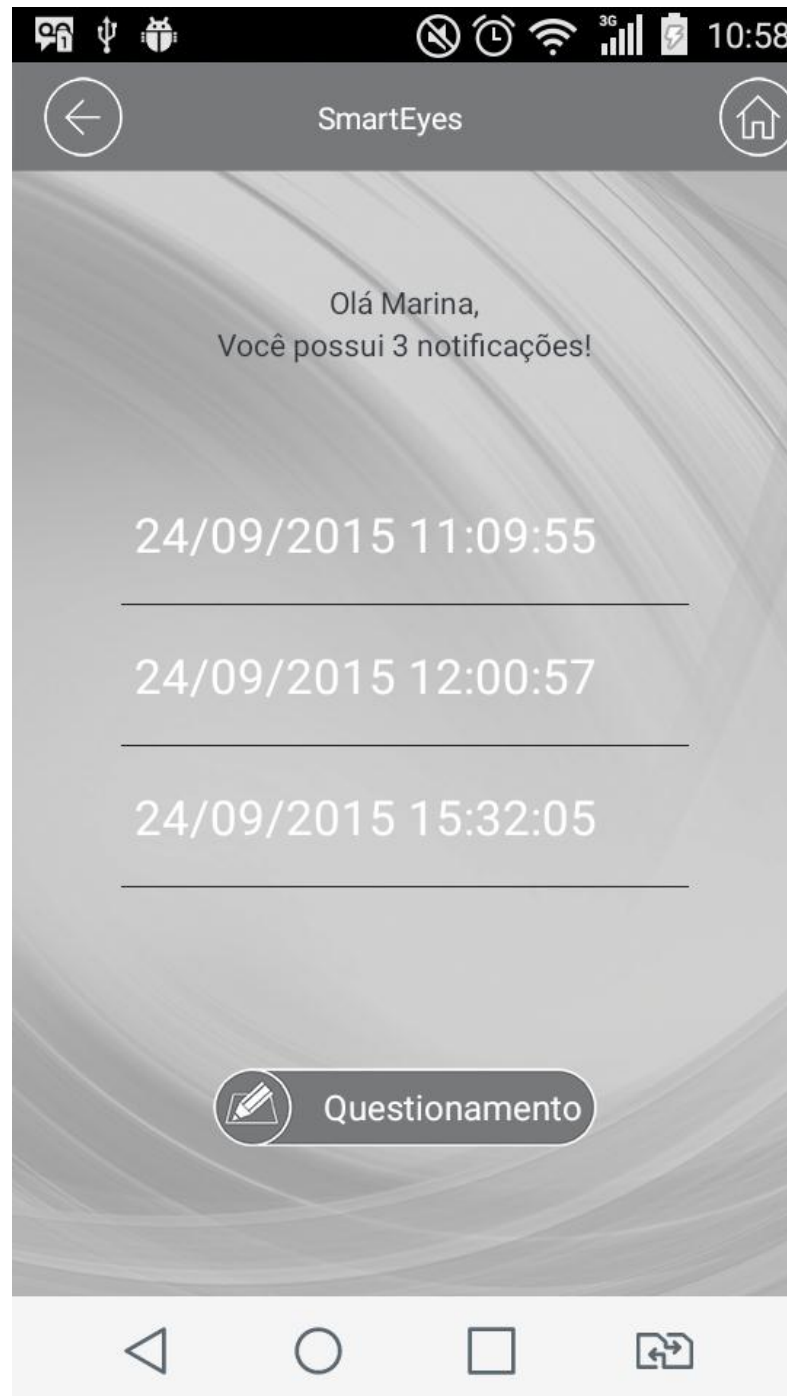 3G 10:58
SmartEyes
Olá Marina,
Você possui 3 notificações!
24/09/2015 11:09:55
24/09/2015 12:00:57
24/09/2015 15:32:05
Questionamento